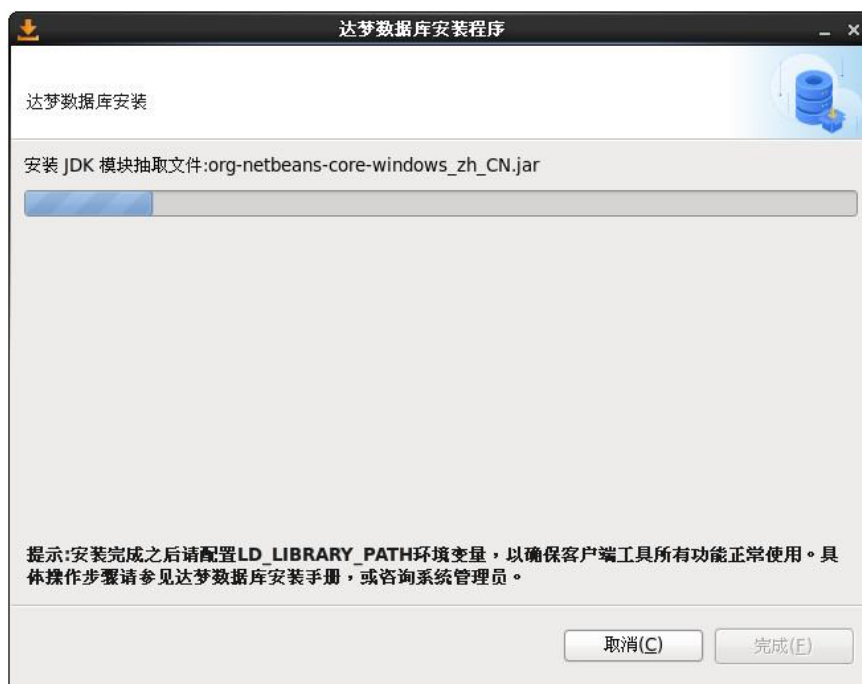 达梦数据库安装程序
达梦数据库安装
安装 JDK 模块抽取文件:org-netbeans-core-windows_zh_CN.jar
提示:安装完成之后请配置LD_LIBRARY_PATH环境变量，以确保客户端工具所有功能正常使用。具
体操作步骤请参见达梦数据库安装手册，或咨询系统管理员。
取消(C)
完成(F)